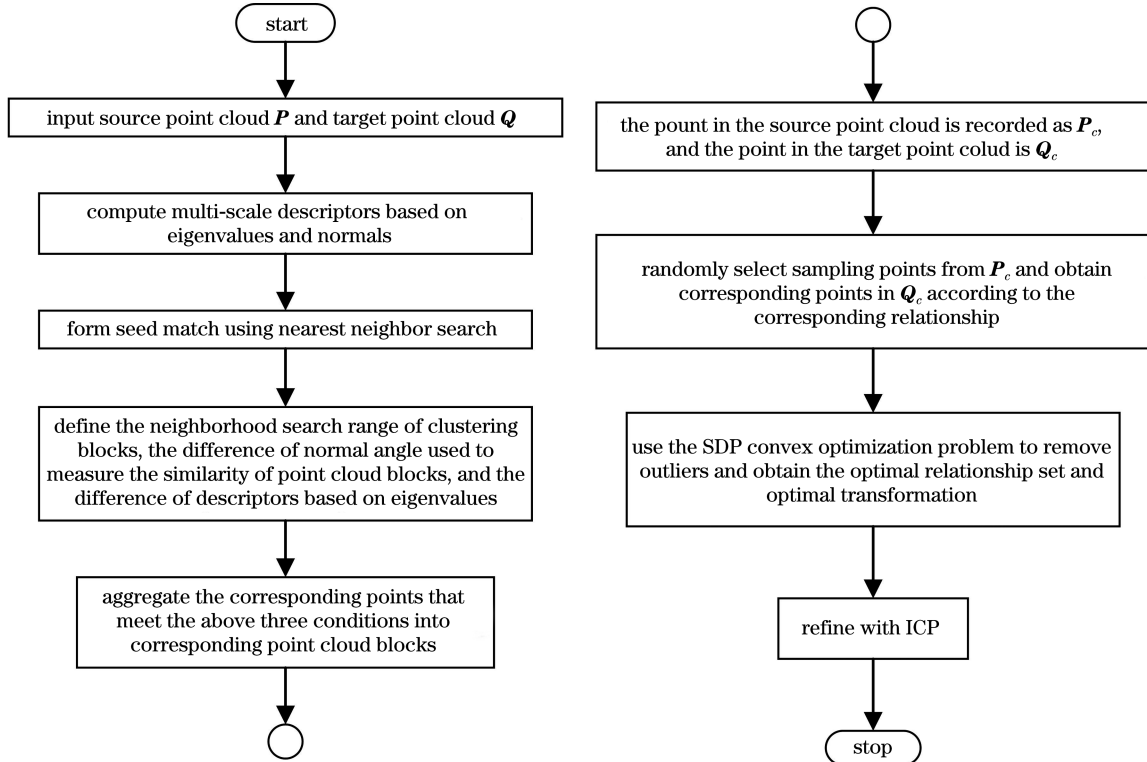 start
input source point cloud P and target point cloud Q
compute multi-scale descriptors based on
eigenvalues and normals
form seed match using nearest neighbor search
define the neighborhood search range of clustering
blocks, the difference of normal angle used to
measure the similarity of point cloud blocks, and the
difference of descriptors based on eigenvalues
aggregate the corresponding points that
meet the above three conditions into
corresponding point cloud blocks
the pount in the source point cloud is recorded as Pc,
and the point in the target point colud is Qc
randomly select sampling points from Pc and obtain
corresponding points in Qc according to the
corresponding relationship
use the SDP convex optimization problem to remove
outliers and obtain the optimal relationship set and
optimal transformation
refine with ICP
stop